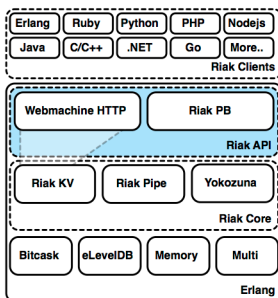 Erlang Ruby Python PHP Nodejs
Java C/C++ .NET Go More..
Riak Clients
Webmachine HTTP Riak PB
Riak API
Riak KV Riak Pipe Yokozuna
Riak Core
Bitcask eLevelDB Memory Multi
Erlang